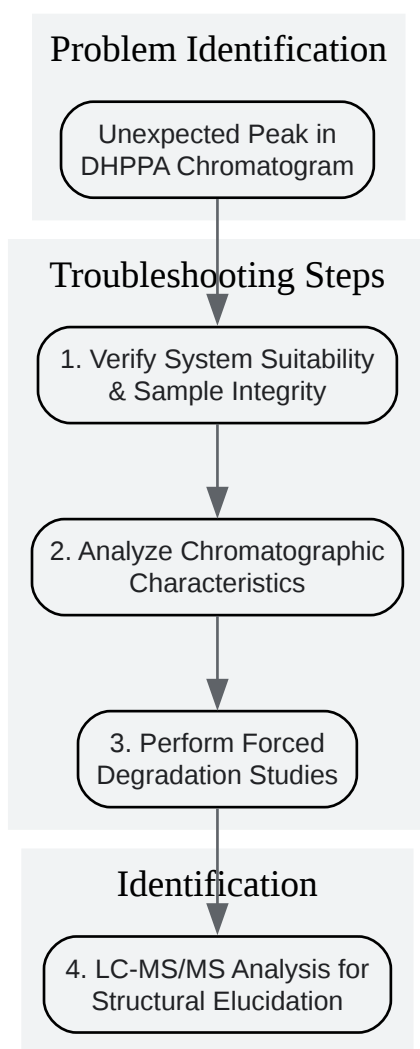 Problem Identification
Unexpected Peak in
DHPPA Chromatogram
Troubleshooting Steps
1. Verify System Suitability
& Sample Integrity
2. Analyze Chromatographic
Characteristics
3. Perform Forced
Degradation Studies
Identification
4. LC-MS/MS Analysis for
Structural Elucidation